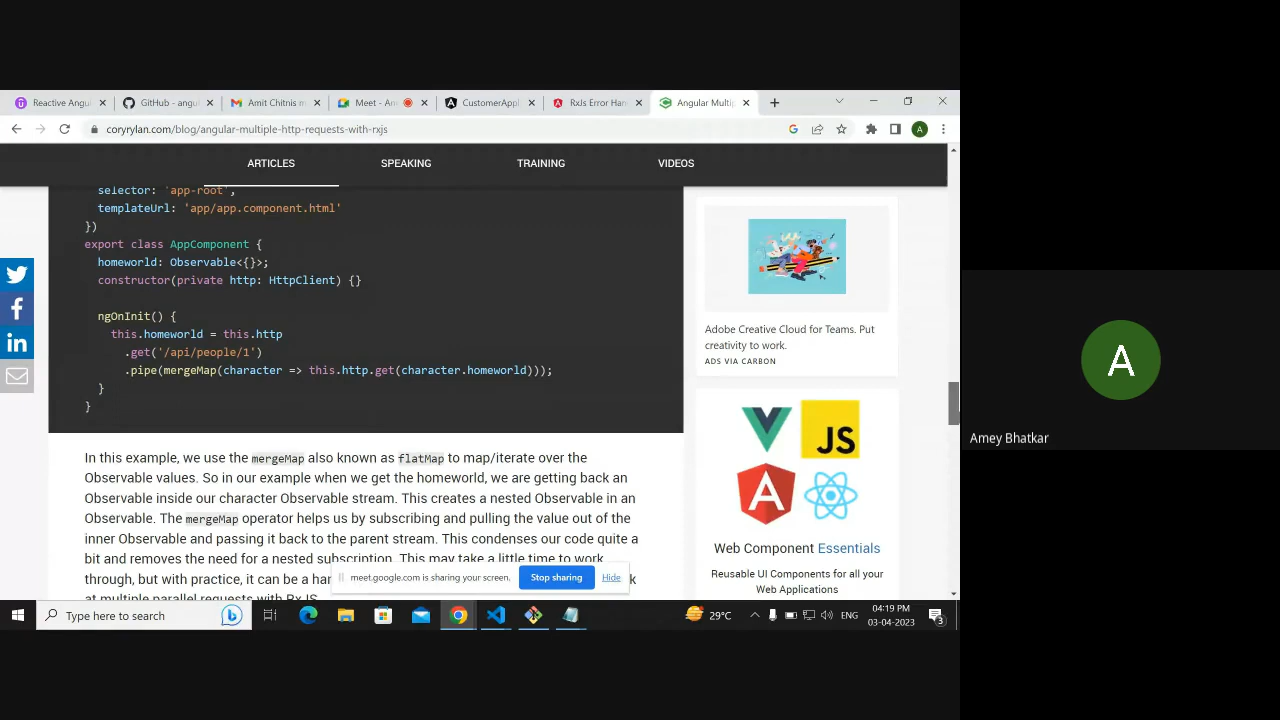 Reactive Angu
GitHub - angu
Amit Chitnis m
Meet - Am
CustomerAppl
RxJs Error Han
Angular Multip
coryrylan.com/blog/angular-multiple-http-requests-with-rxjs
A
ARTICLES
SPEAKING
TRAINING
VIDEOS
selector: 'app-root',
templateUrl: 'app/app.component.html'
})
export class AppComponent {
homeworld: Observable<{}>;
constructor(private http: HttpClient) {}
ngOnInit() {
this.homeworld = this.http
.get('/api/people/1')
.pipe(mergeMap(character => this.http.get(character.homeworld)));
}
}
In this example, we use the mergeMap also known as flatMap to map/iterate over the
Observable values. So in our example when we get the homeworld, we are getting back an
Observable inside our character Observable stream. This creates a nested Observable in an
Observable. The mergeMap operator helps us by subscribing and pulling the value out of the
inner Observable and passing it back to the parent stream. This condenses our code quite a
bit and removes the need for a nested subscription. This may take a little time to work
through, but with practice, it can be a han
k
at multiple parallel requests with RxJS.
meet.google.com is sharing your screen.
Stop sharing
Hide
Adobe Creative Cloud for Teams. Put
creativity to work.
ADS VIA CARBON
JS
A
Web Component Essentials
Reusable UI Components for all your
Web Applications
A
Amey Bhatkar
Type here to search
29°C
ENG
04:19 PM
03-04-2023
3